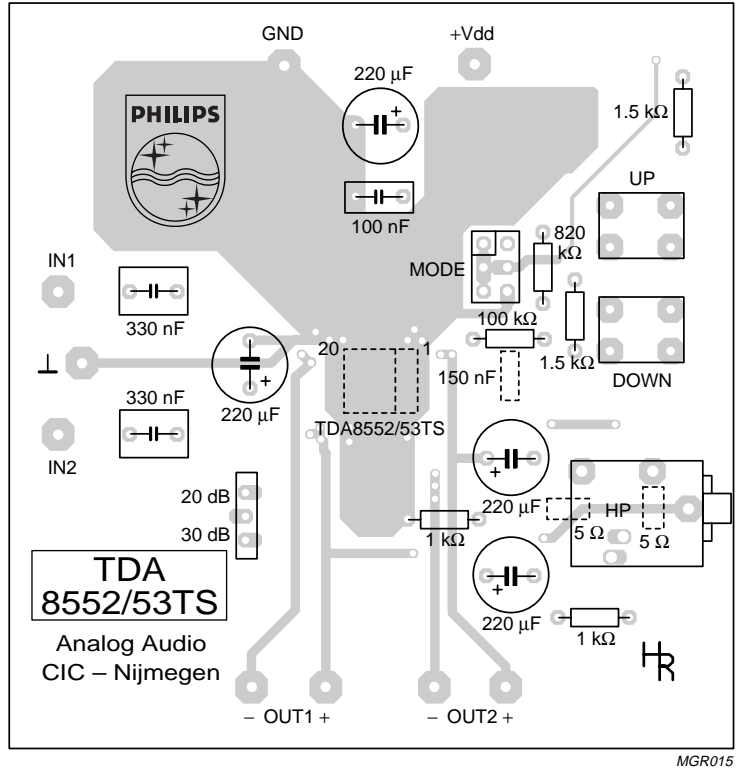 GND
+Vdd
220 µF
+
PHILIPS
1.5 kΩ
UP
100 nF
820
kΩ
MODE
IN1
330 nF
100 kΩ
20
1
1.5 kΩ
⊥
150 nF
DOWN
330 nF
+
220 µF
TDA8552/53TS
IN2
+
220 µF
20 dB
HP
30 dB
1 kΩ
5 Ω
5 Ω
TDA
8552/53TS
+
220 µF
Analog Audio
1 kΩ
CIC – Nijmegen
HR
– OUT1 +
– OUT2 +
MGR015